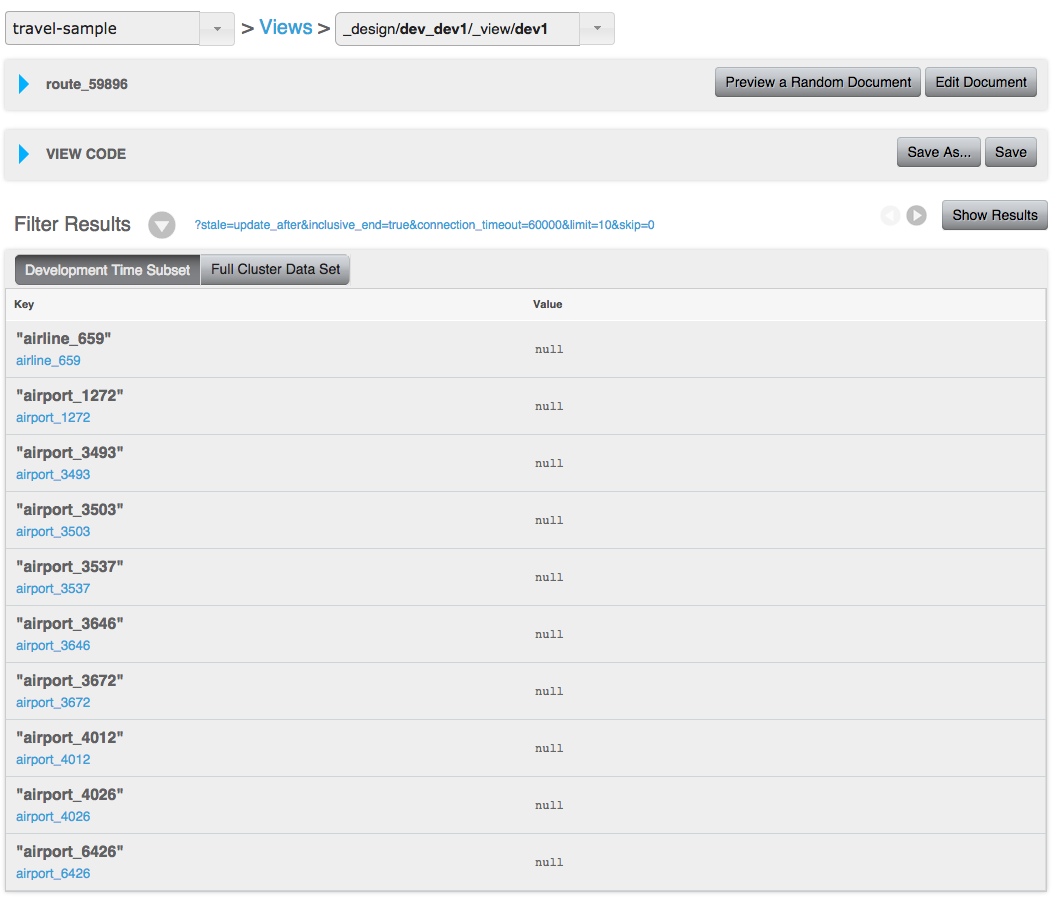 travel-sample > Views > _design/dev_dev1/_view/dev1
route_59896 Preview a Random Document Edit Document
VIEW CODE Save As... Save
Filter Results ?stale=update_after&inclusive_end=true&connection_timeout=60000&limit=10&skip=0 Show Results
Development Time Subset Full Cluster Data Set
Key Value
"airline_659"
airline_659
null
"airport_1272"
airport_1272
null
"airport_3493"
airport_3493
null
"airport_3503"
airport_3503
null
"airport_3537"
airport_3537
null
"airport_3646"
airport_3646
null
"airport_3672"
airport_3672
null
"airport_4012"
airport_4012
null
"airport_4026"
airport_4026
null
"airport_6426"
airport_6426
null